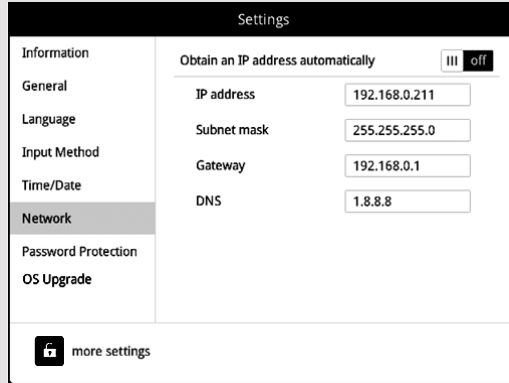 Settings
Information
General
Language
Input Method
Time/Date
Network
Password Protection
OS Upgrade
Obtain an IP address automatically off
IP address 192.168.0.211
Subnet mask 255.255.255.0
Gateway 192.168.0.1
DNS 1.8.8.8
more settings